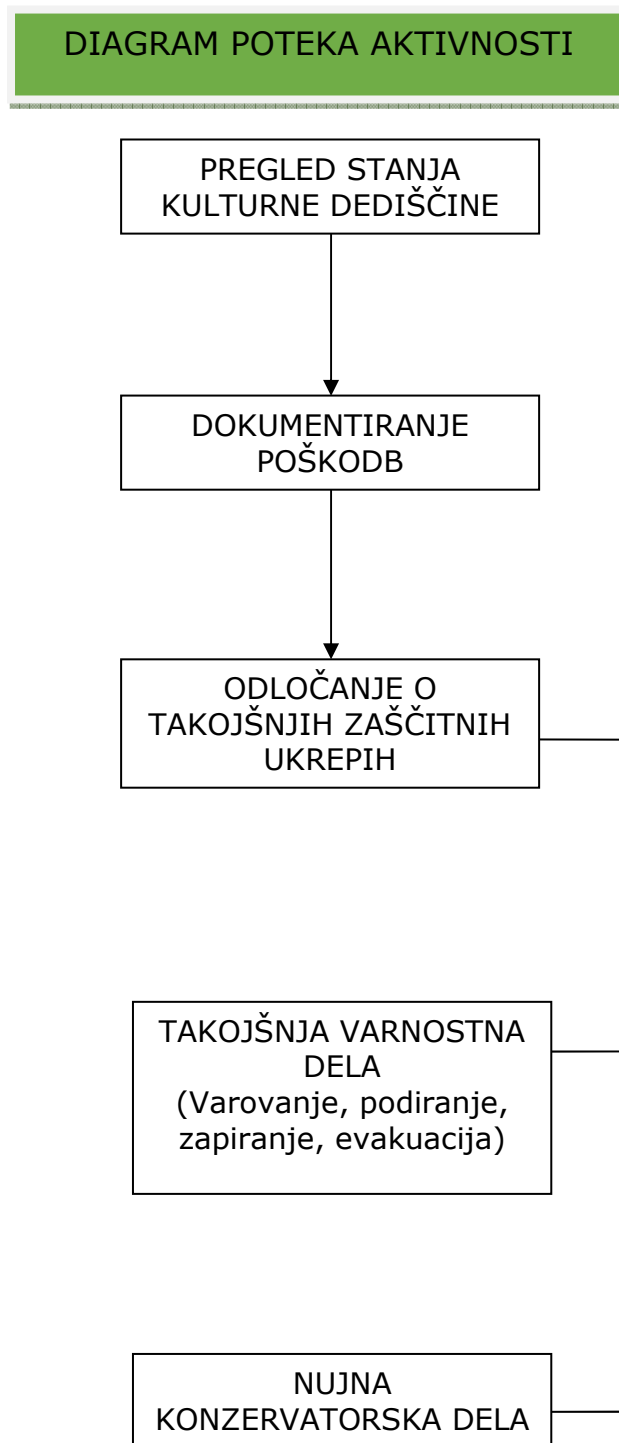 DIAGRAM POTEKA AKTIVNOSTI
PREGLED STANJA
KULTURNE DEDIŠČINE
DOKUMENTIRANJE
POŠKODB
ODLOČANJE O
TAKOJŠNJIH ZAŠČITNIH
UKREPIH
TAKOJŠNJA VARNOSTNA
DELA
(Varovanje, podiranje,
zapiranje, evakuacija)
NUJNA
KONZERVATORSKA DELA